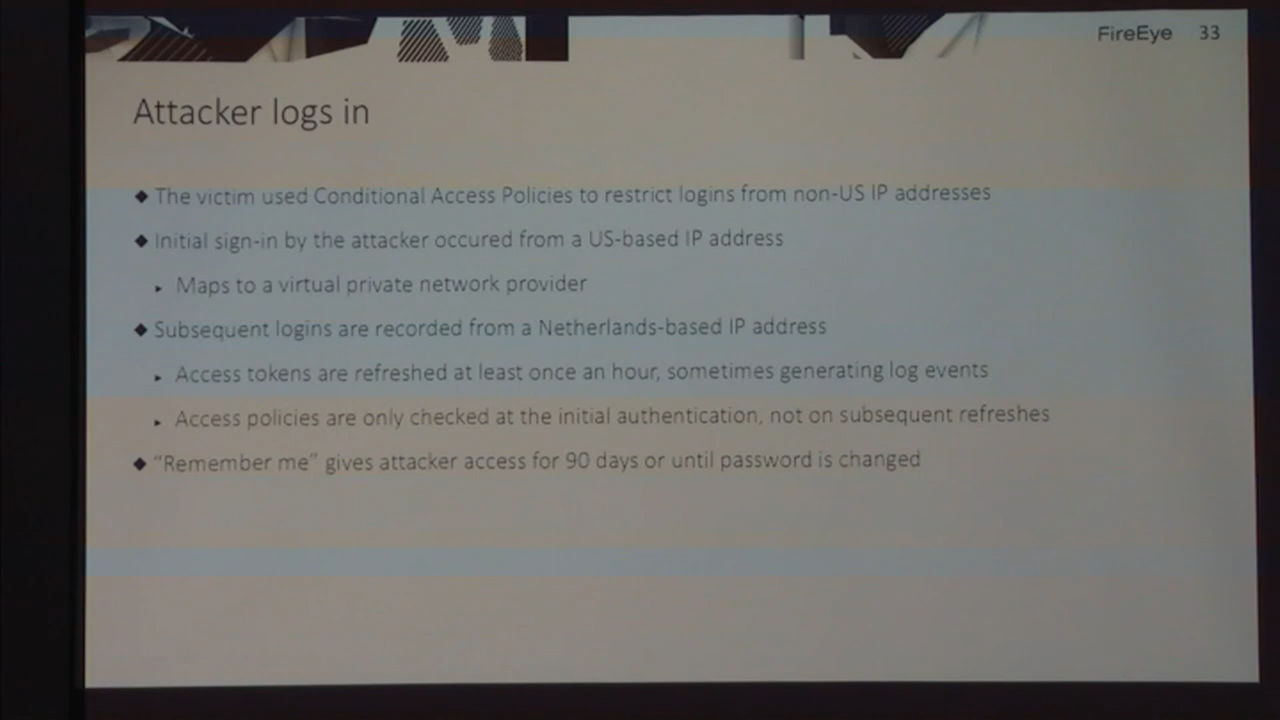 FireEye 33
Attacker logs in
◆ The victim used Conditional Access Policies to restrict logins from non-US IP addresses
◆ Initial sign-in by the attacker occured from a US-based IP address
▸ Maps to a virtual private network provider
◆ Subsequent logins are recorded from a Netherlands-based IP address
▸ Access tokens are refreshed at least once an hour, sometimes generating log events
▸ Access policies are only checked at the initial authentication, not on subsequent refreshes
◆ “Remember me” gives attacker access for 90 days or until password is changed